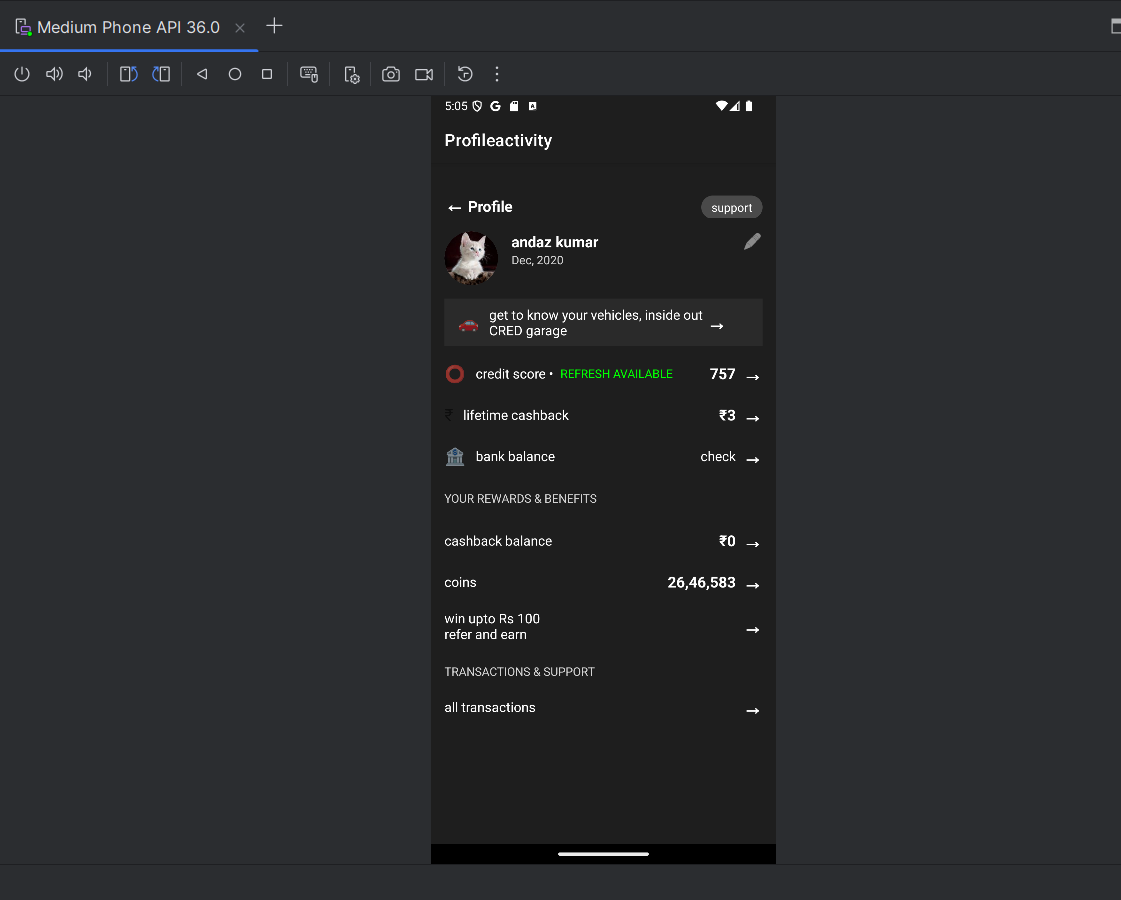 Medium Phone API 36.0
5:05
Profileactivity
← Profile
support
andaz kumar
Dec, 2020
get to know your vehicles, inside out
CRED garage →
credit score • REFRESH AVAILABLE 757 →
₹ lifetime cashback ₹3 →
bank balance check →
YOUR REWARDS & BENEFITS
cashback balance ₹0 →
coins 26,46,583 →
win upto Rs 100
refer and earn →
TRANSACTIONS & SUPPORT
all transactions →